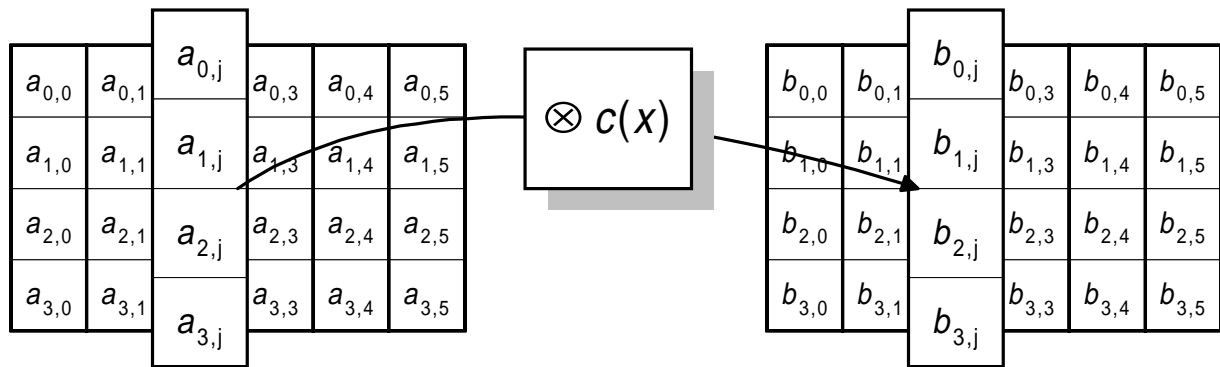 a0,0 a0,1 a0,j a0,3 a0,4 a0,5
a1,0 a1,1 a1,j a1,3 a1,4 a1,5
a2,0 a2,1 a2,j a2,3 a2,4 a2,5
a3,0 a3,1 a3,j a3,3 a3,4 a3,5
⊗ c(x)
b0,0 b0,1 b0,j b0,3 b0,4 b0,5
b1,0 b1,1 b1,j b1,3 b1,4 b1,5
b2,0 b2,1 b2,j b2,3 b2,4 b2,5
b3,0 b3,1 b3,j b3,3 b3,4 b3,5